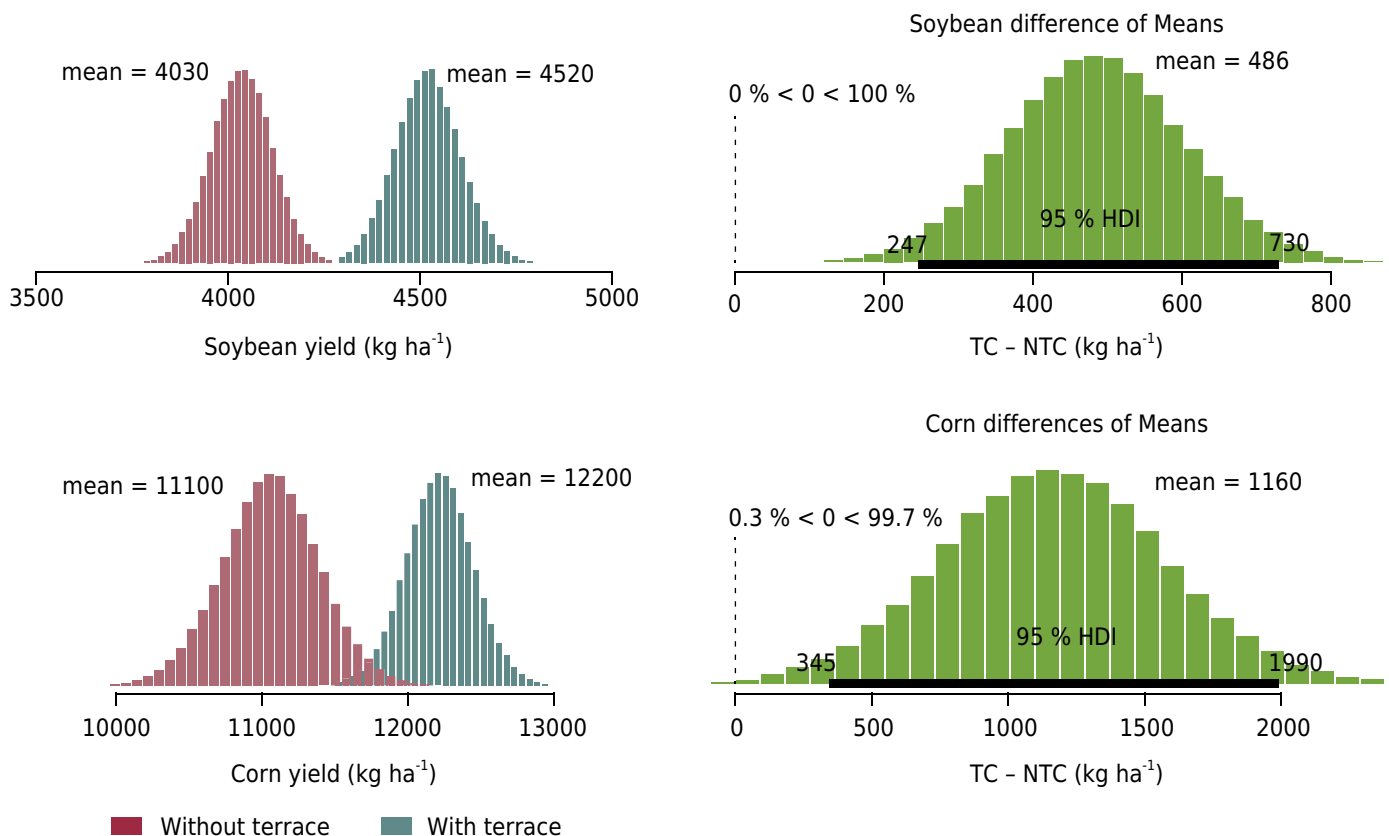 mean = 4030
mean = 4520
3500 4000 4500 5000
Soybean yield (kg ha-1)
Soybean difference of Means
mean = 486
0 % < 0 < 100 %
95 % HDI
247 730
0 200 400 600 800
TC – NTC (kg ha-1)
mean = 11100
mean = 12200
10000 11000 12000 13000
Corn yield (kg ha-1)
Corn differences of Means
mean = 1160
0.3 % < 0 < 99.7 %
95 % HDI
345 1990
0 500 1000 1500 2000
TC – NTC (kg ha-1)
Without terrace With terrace